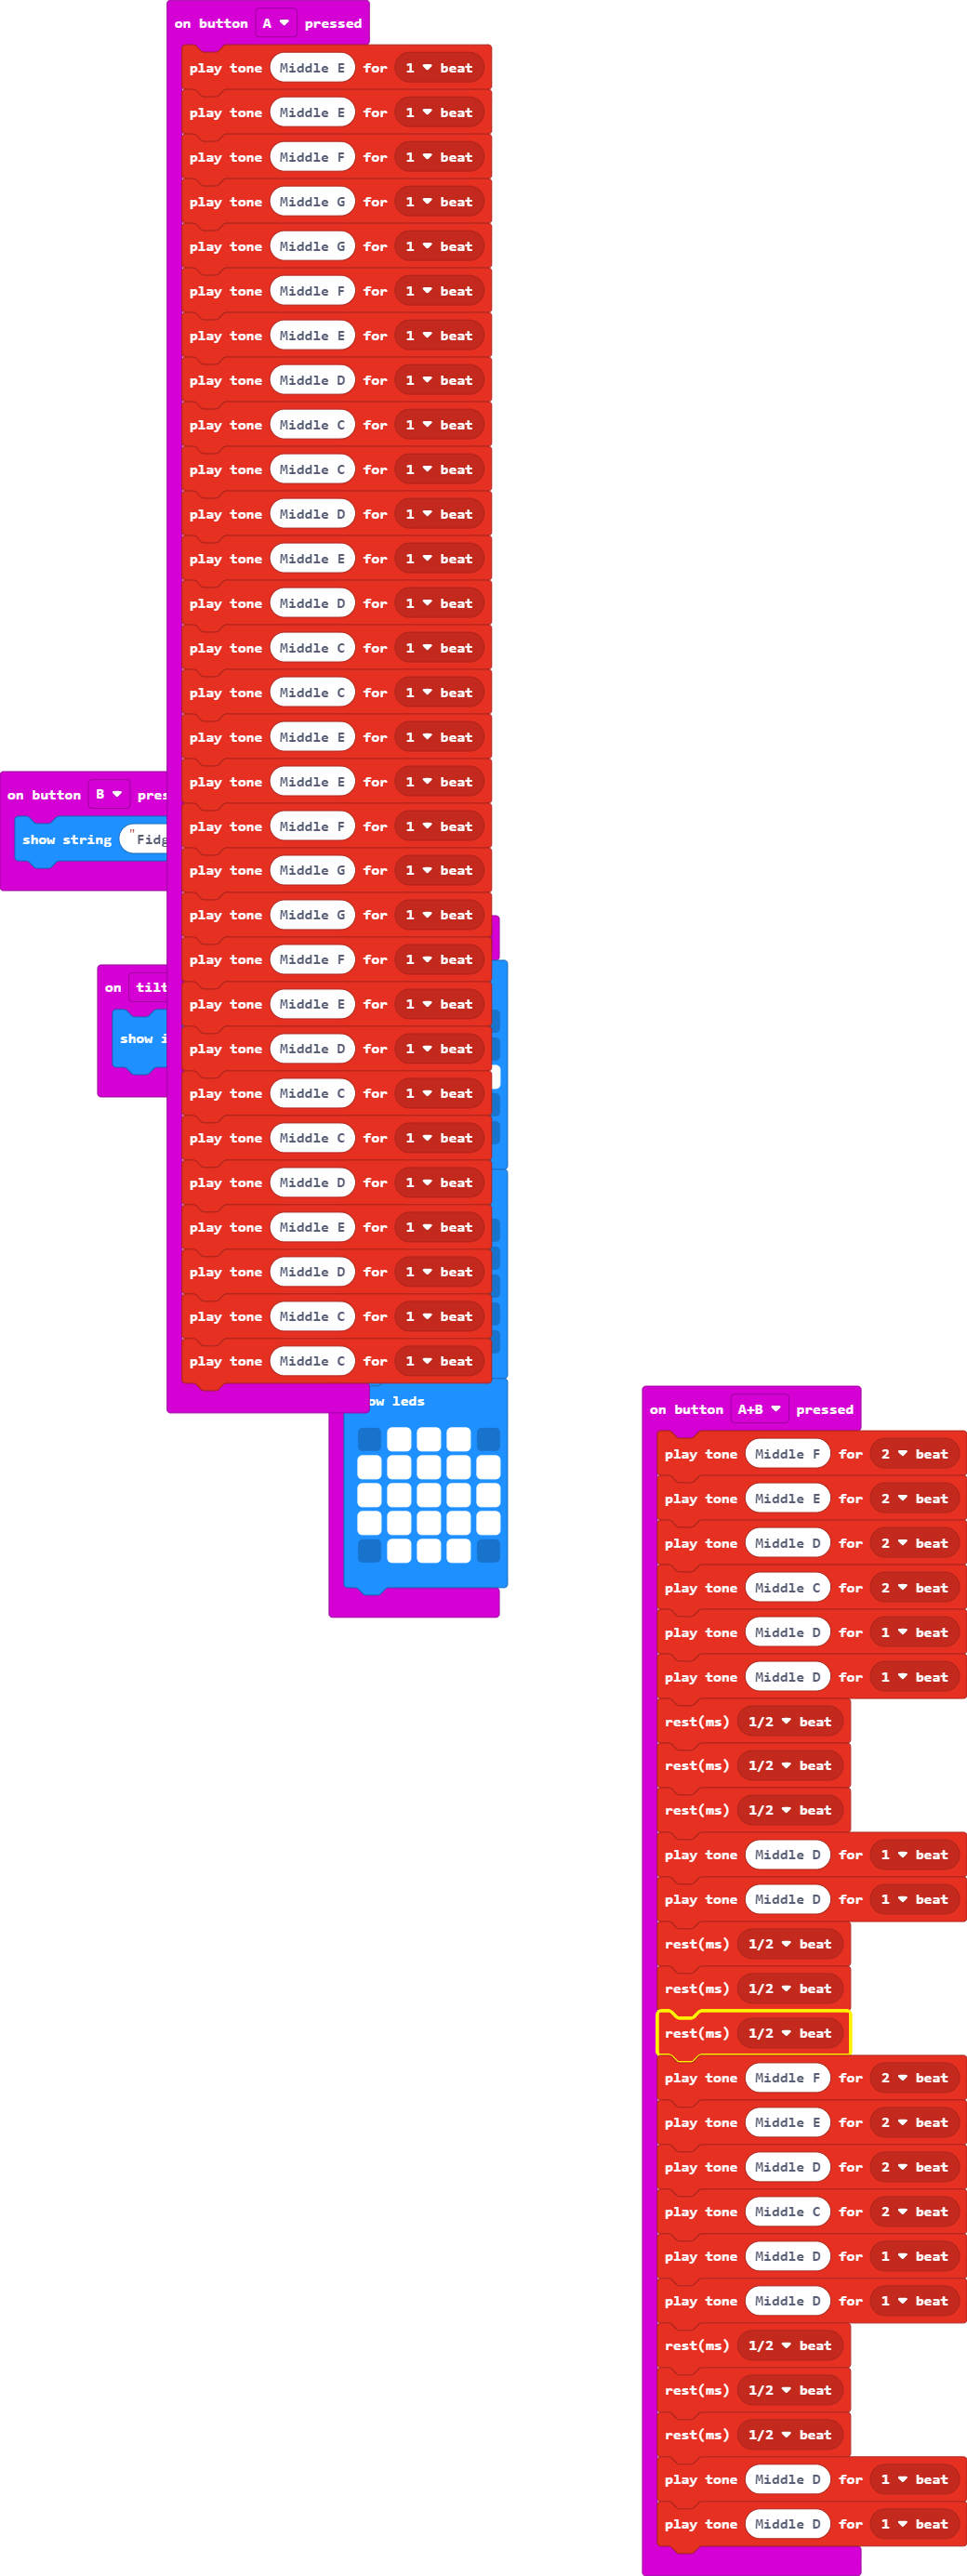 on button A pressed
play tone Middle E for 1 beat
play tone Middle E for 1 beat
play tone Middle F for 1 beat
play tone Middle G for 1 beat
play tone Middle G for 1 beat
play tone Middle F for 1 beat
play tone Middle E for 1 beat
play tone Middle D for 1 beat
play tone Middle C for 1 beat
play tone Middle C for 1 beat
play tone Middle D for 1 beat
play tone Middle E for 1 beat
play tone Middle D for 1 beat
play tone Middle C for 1 beat
play tone Middle C for 1 beat
play tone Middle E for 1 beat
play tone Middle E for 1 beat
play tone Middle F for 1 beat
play tone Middle G for 1 beat
play tone Middle G for 1 beat
play tone Middle F for 1 beat
play tone Middle E for 1 beat
play tone Middle D for 1 beat
play tone Middle C for 1 beat
play tone Middle C for 1 beat
play tone Middle D for 1 beat
play tone Middle E for 1 beat
play tone Middle D for 1 beat
play tone Middle C for 1 beat
play tone Middle C for 1 beat
on button B
show string "
on tilt
show
leds
on button A+B pressed
play tone Middle F for 2 beat
play tone Middle E for 2 beat
play tone Middle D for 2 beat
play tone Middle C for 2 beat
play tone Middle D for 1 beat
play tone Middle D for 1 beat
rest(ms) 1/2 beat
rest(ms) 1/2 beat
rest(ms) 1/2 beat
play tone Middle D for 1 beat
play tone Middle D for 1 beat
rest(ms) 1/2 beat
rest(ms) 1/2 beat
rest(ms) 1/2 beat
play tone Middle F for 2 beat
play tone Middle E for 2 beat
play tone Middle D for 2 beat
play tone Middle C for 2 beat
play tone Middle D for 1 beat
play tone Middle D for 1 beat
rest(ms) 1/2 beat
rest(ms) 1/2 beat
rest(ms) 1/2 beat
play tone Middle D for 1 beat
play tone Middle D for 1 beat